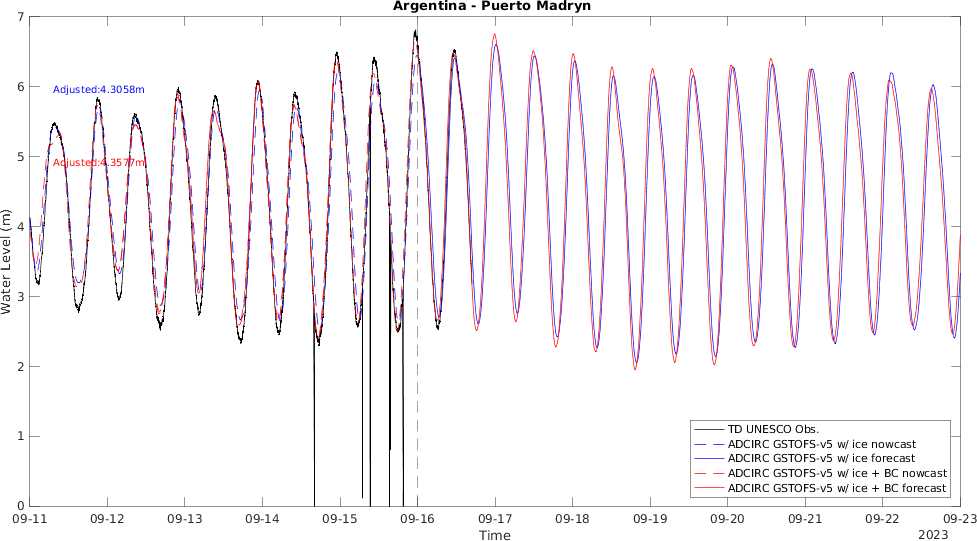 Argentina - Puerto Madryn
7
6
5
4
3
2
1
0
Water Level (m)
Adjusted:4.3058m
Adjusted:4.3577m
TD UNESCO Obs.
ADCIRC GSTOFS-v5 w/ ice nowcast
ADCIRC GSTOFS-v5 w/ ice forecast
ADCIRC GSTOFS-v5 w/ ice + BC nowcast
ADCIRC GSTOFS-v5 w/ ice + BC forecast
09-11 09-12 09-13 09-14 09-15 09-16 09-17 09-18 09-19 09-20 09-21 09-22 09-23
Time
2023